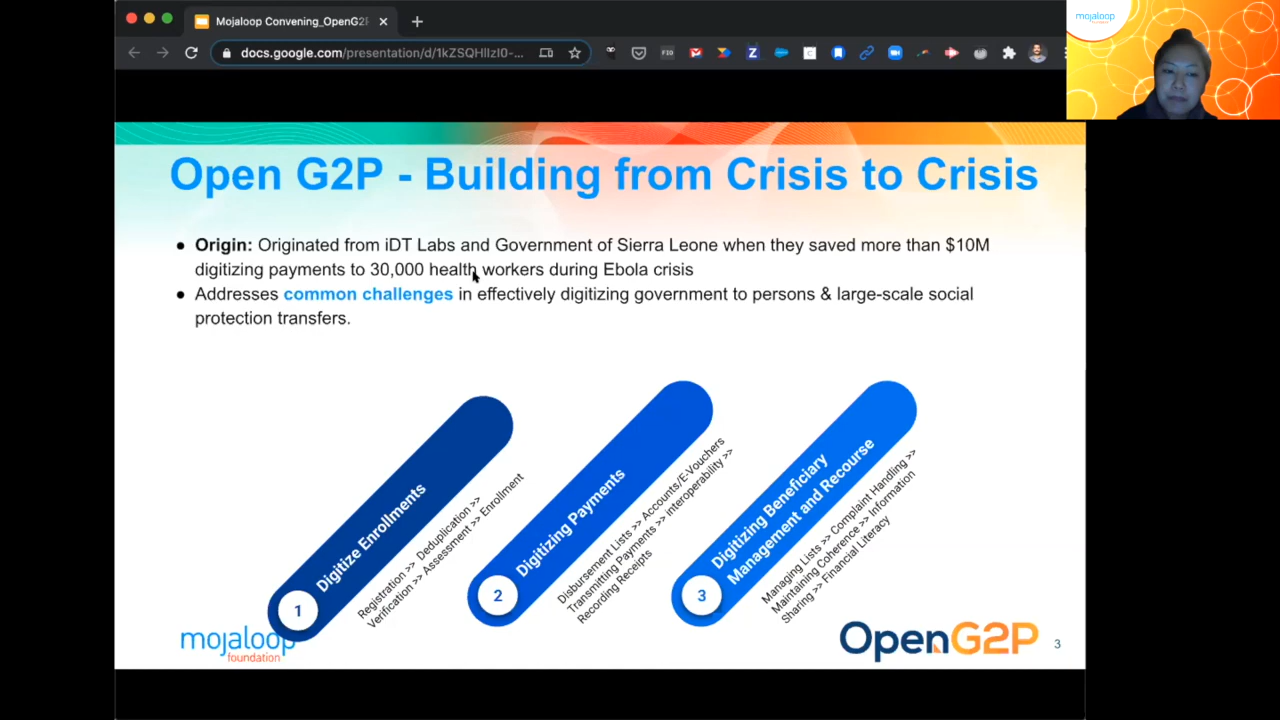 Mojaloop Convening_OpenG2P
docs.google.com/presentation/d/1kZSQHIlzI0-...
mojaloop
foundation
Open G2P - Building from Crisis to Crisis
● Origin: Originated from iDT Labs and Government of Sierra Leone when they saved more than $10M
digitizing payments to 30,000 health workers during Ebola crisis
● Addresses common challenges in effectively digitizing government to persons & large-scale social
protection transfers.
1
Digitize Enrollments
Registration >> Deduplication >>
Verification >> Assessment >> Enrollment
2
Digitizing Payments
Disbursement Lists >> Accounts/E-Vouchers
Transmitting Payments >> interoperability >>
Recording Receipts
3
Digitizing Beneficiary
Management and Recourse
Managing Lists >> Complaint Handling >>
Maintaining Coherence >> Information
Sharing >> Financial Literacy
mojaloop
foundation
OpenG2P
3